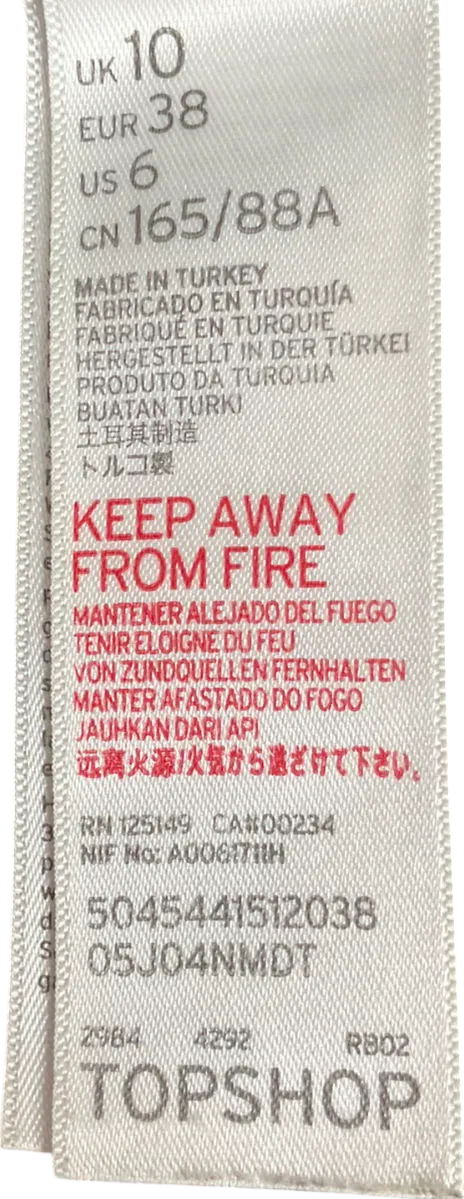 UK 10
EUR 38
US 6
CN 165/88A
MADE IN TURKEY
FABRICADO EN TURQUÍA
FABRIQUÉ EN TURQUIE
HERGESTELLT IN DER TÜRKEI
PRODUTO DA TURQUIA
BUATAN TURKI
土耳其制造
トルコ製
KEEP AWAY
FROM FIRE
MANTENER ALEJADO DEL FUEGO
TENIR ELOIGNE DU FEU
VON ZUNDQUELLEN FERNHALTEN
MANTER AFASTADO DO FOGO
JAUHKAN DARI API
远离火源/火気から遠ざけて下さい。
RN 125149 CA#00234
NIF No: A0061711H
5045441512038
05J04NMDT
2984 4292 RB02
TOPSHOP